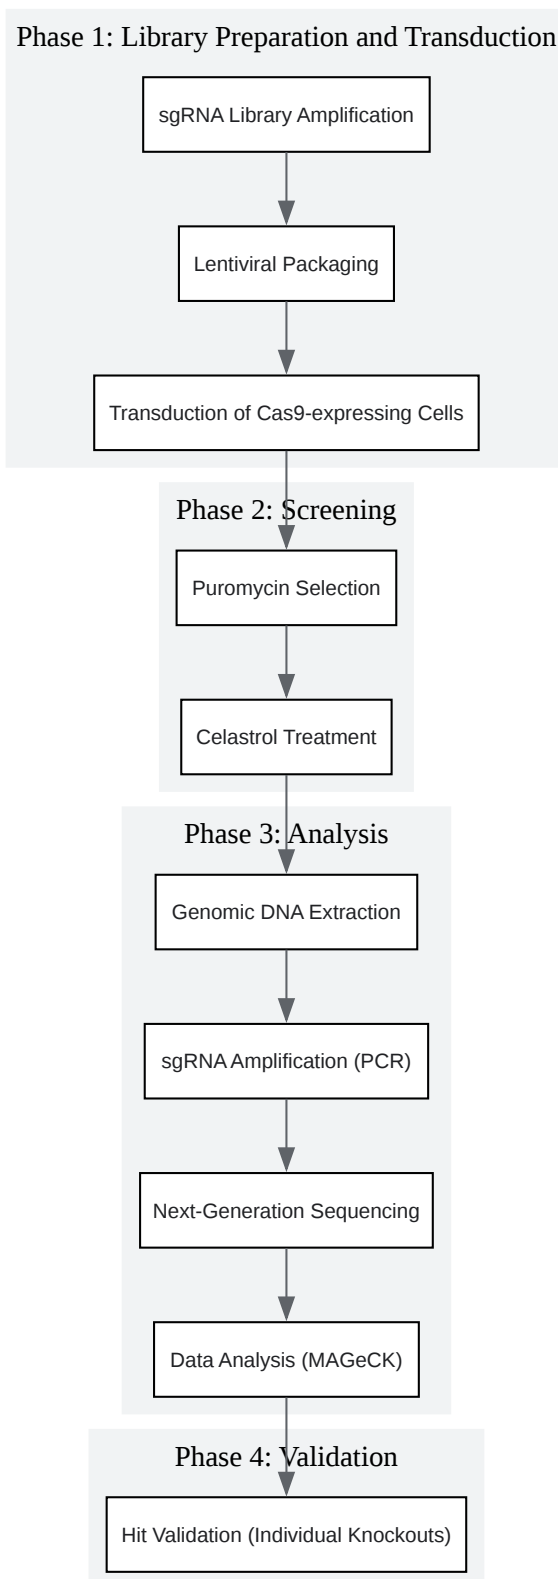 Phase 1: Library Preparation and Transduction
sgRNA Library Amplification
Lentiviral Packaging
Transduction of Cas9-expressing Cells
Phase 2: Screening
Puromycin Selection
Celastrol Treatment
Phase 3: Analysis
Genomic DNA Extraction
sgRNA Amplification (PCR)
Next-Generation Sequencing
Data Analysis (MAGeCK)
Phase 4: Validation
Hit Validation (Individual Knockouts)